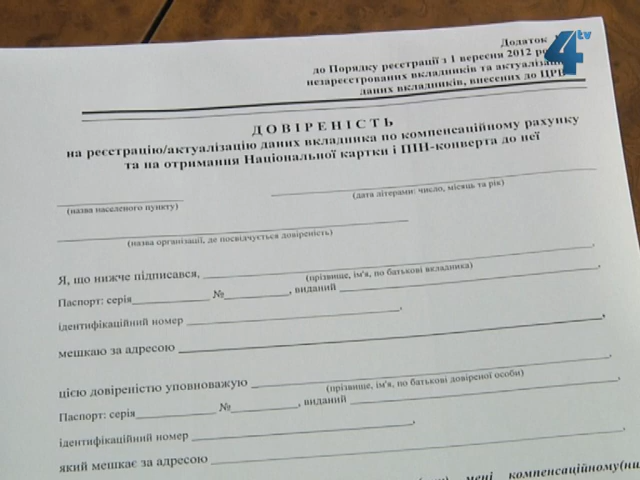 Додаток
до Порядку реєстрації з 1 вересня 2012
незареєстрованих вкладників та
даних вкладників, внесених до
4 tv
ДОВІРЕНІСТЬ
на реєстрацію/актуалізацію даних вкладника по компенсаційному рахунку
та на отримання Національної картки і ПІН-конверта до неї
(назва населеного пункту)
(дата літерами: число, місяць та рік)
(назва організації, де посвідчується довіреність)
Я, що нижче підписався, ,
(прізвище, ім'я, по батькові вкладника)
Паспорт: серія № , виданий ,
ідентифікаційний номер ,
мешкаю за адресою ,
цією довіреністю уповноважую ,
(прізвище, ім'я, по батькові довіреної особи)
Паспорт: серія № , виданий ,
ідентифікаційний номер ,
який мешкає за адресою ,
мені